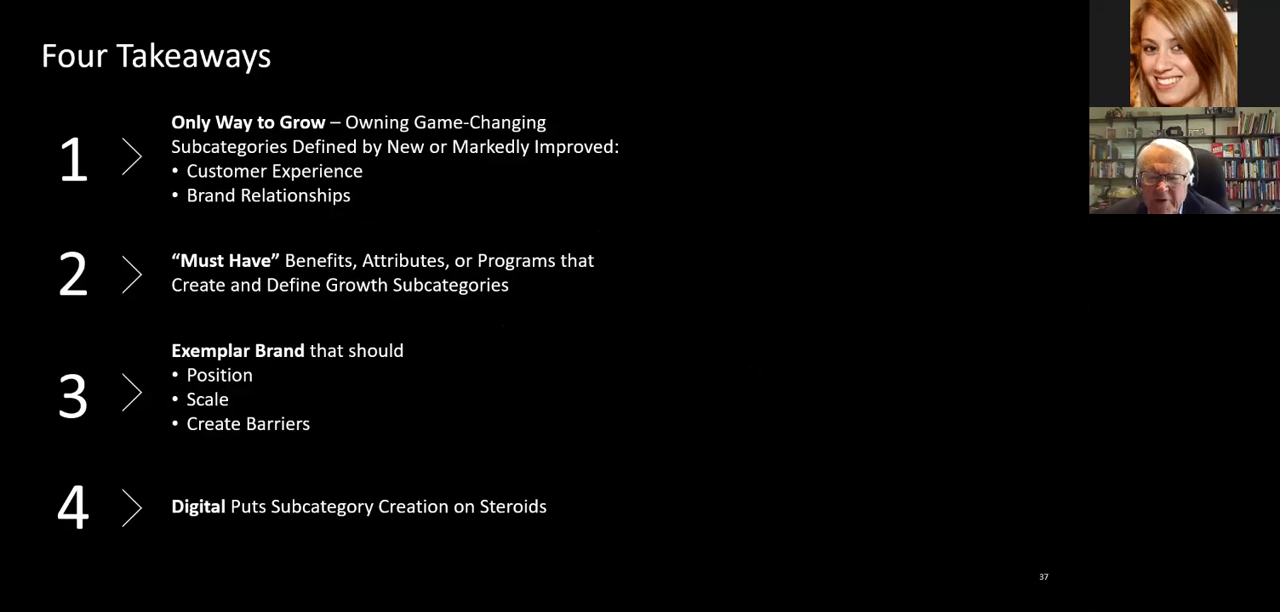 Four Takeaways
1
Only Way to Grow – Owning Game-Changing
Subcategories Defined by New or Markedly Improved:
• Customer Experience
• Brand Relationships
2
“Must Have” Benefits, Attributes, or Programs that
Create and Define Growth Subcategories
3
Exemplar Brand that should
• Position
• Scale
• Create Barriers
4
Digital Puts Subcategory Creation on Steroids
37